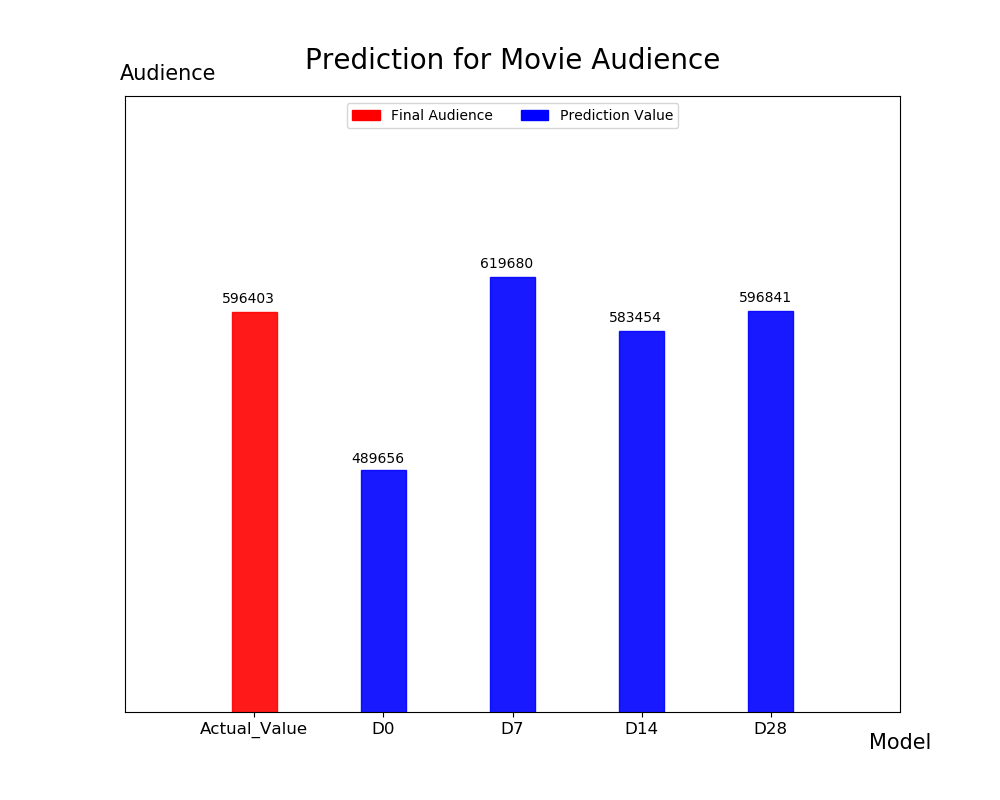 Prediction for Movie Audience
Audience
Final Audience
Prediction Value
596403
489656
619680
583454
596841
Actual_Value
D0
D7
D14
D28
Model